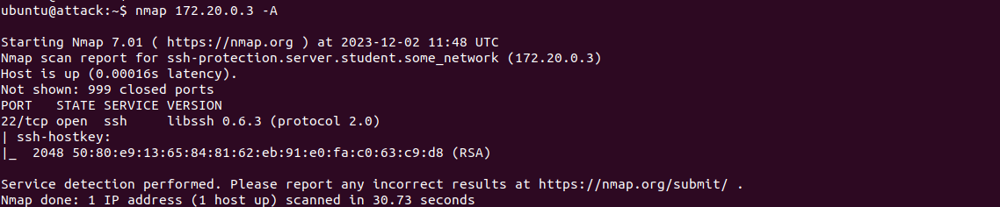 ubuntu@attack:~$ nmap 172.20.0.3 -A
Starting Nmap 7.01 ( https://nmap.org ) at 2023-12-02 11:48 UTC
Nmap scan report for ssh-protection.server.student.some_network (172.20.0.3)
Host is up (0.00016s latency).
Not shown: 999 closed ports
PORT   STATE SERVICE VERSION
22/tcp open  ssh     libssh 0.6.3 (protocol 2.0)
| ssh-hostkey:
|_  2048 50:80:e9:13:65:84:81:62:eb:91:e0:fa:c0:63:c9:d8 (RSA)
Service detection performed. Please report any incorrect results at https://nmap.org/submit/ .
Nmap done: 1 IP address (1 host up) scanned in 30.73 seconds